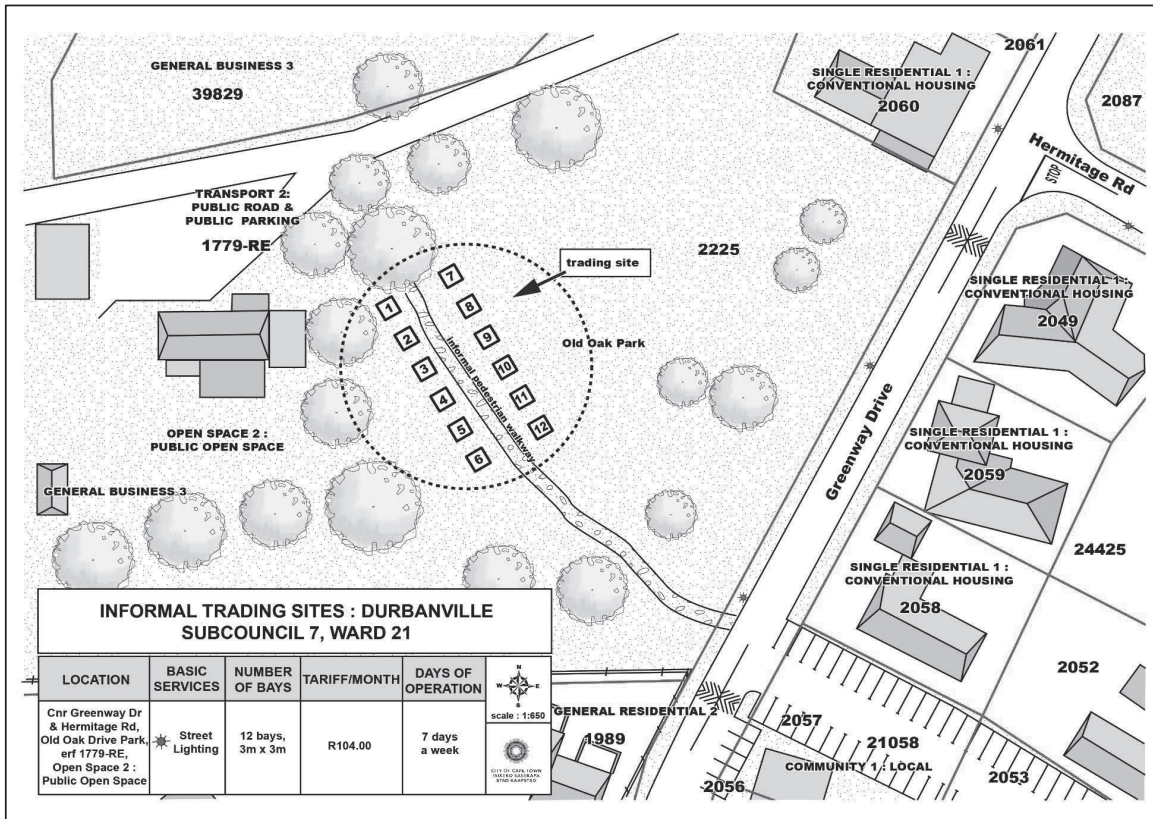 GENERAL BUSINESS 3
39829
SINGLE RESIDENTIAL 1 :
CONVENTIONAL HOUSING
2060
2061
2087
Hermitage Rd
STOP
TRANSPORT 2:
PUBLIC ROAD &
PUBLIC PARKING
1779-RE
2225
trading site
Old Oak Park
1
2
3
4
5
6
7
8
9
10
11
12
informal pedestrian walkway
Greenway Drive
SINGLE RESIDENTIAL 1 :
CONVENTIONAL HOUSING
2049
SINGLE RESIDENTIAL 1 :
CONVENTIONAL HOUSING
2059
24425
SINGLE RESIDENTIAL 1 :
CONVENTIONAL HOUSING
2058
2052
OPEN SPACE 2 :
PUBLIC OPEN SPACE
GENERAL BUSINESS 3
GENERAL RESIDENTIAL 2
1989
2057
21058
COMMUNITY 1 : LOCAL
2053
2056
INFORMAL TRADING SITES : DURBANVILLE
SUBCOUNCIL 7, WARD 21
LOCATION
BASIC
SERVICES
NUMBER
OF BAYS
TARIFF/MONTH
DAYS OF
OPERATION
Cnr Greenway Dr
& Hermitage Rd,
Old Oak Drive Park,
erf 1779-RE,
Open Space 2 :
Public Open Space
Street
Lighting
12 bays,
3m x 3m
R104.00
7 days
a week
N
W
E
S
scale : 1:650
CITY OF CAPE TOWN
ISIXEKO SASEKAPA
STAD KAAPSTAD